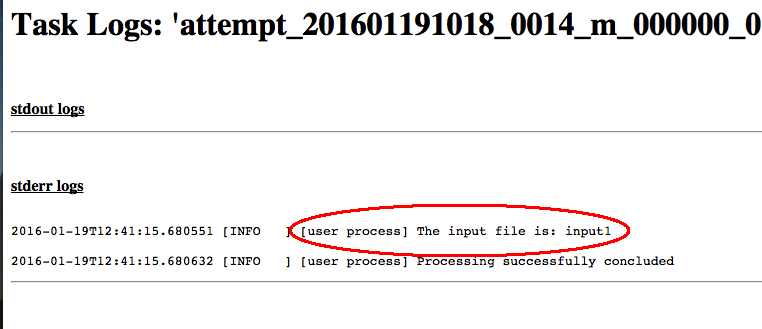 Task Logs: 'attempt_201601191018_0014_m_000000_0
stdout logs
stderr logs
2016-01-19T12:41:15.680551 [INFO   ] [user process] The input file is: input1
2016-01-19T12:41:15.680632 [INFO   ] [user process] Processing successfully concluded